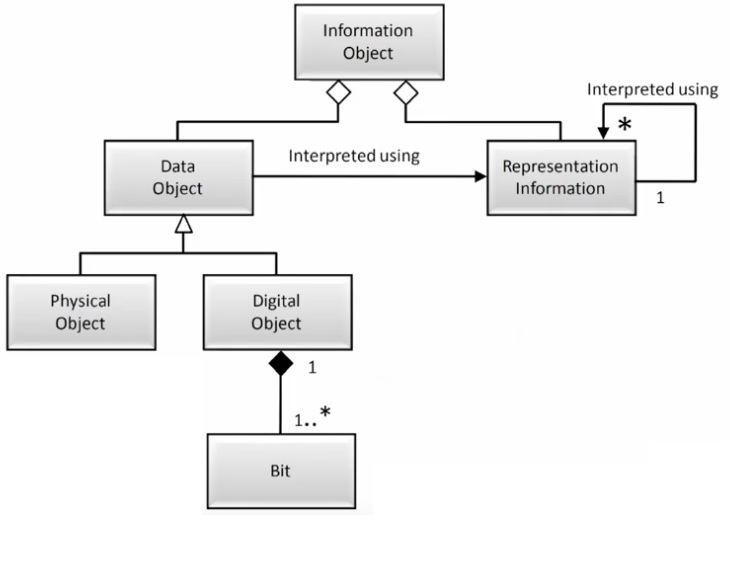 Information
Object
Interpreted using
*
Data
Object
Interpreted using
Representation
Information
1
Physical
Object
Digital
Object
1
1..*
Bit